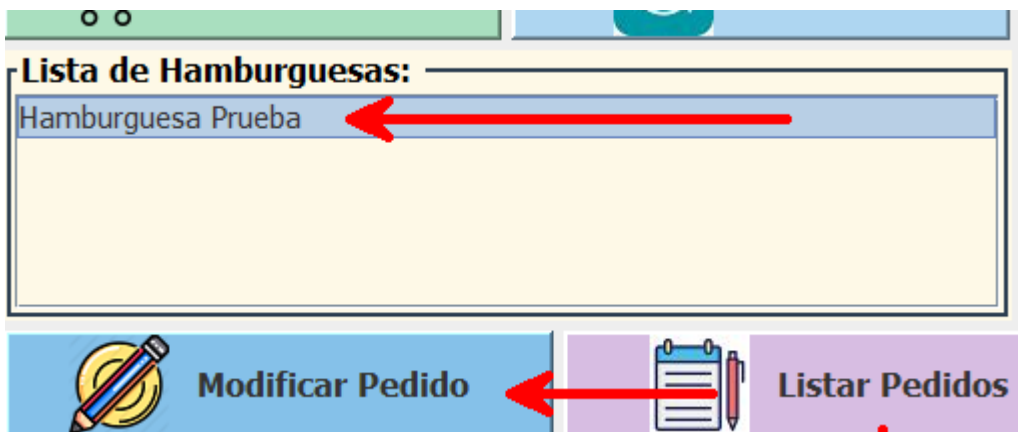 Lista de Hamburguesas:
Hamburguesa Prueba
Modificar Pedido
Listar Pedidos